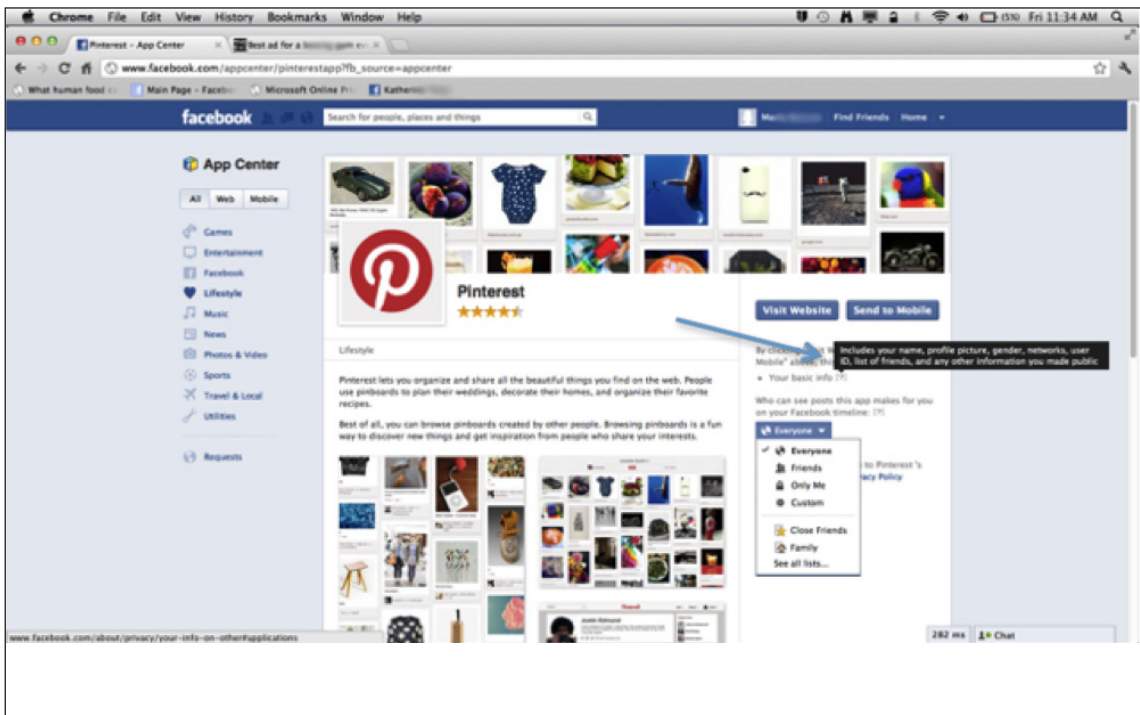 Chrome File Edit View History Bookmarks Window Help
Fri 11:34 AM
Pinterest - App Center
Best ad for a
www.facebook.com/appcenter/pinterestapp?fb_source=appcenter
What human food
Main Page - Facebo
Microsoft Online
Katheri
facebook
Search for people, places and things
Find Friends
Home
App Center
All
Web
Mobile
Games
Entertainment
Facebook
Lifestyle
Music
News
Photos & Video
Sports
Travel & Local
Utilities
Requests
Pinterest
Visit Website
Send to Mobile
Lifestyle
Pinterest lets you organize and share all the beautiful things you find on the web. People
use pinboards to plan their weddings, decorate their homes, and organize their favorite
recipes.
Best of all, you can browse pinboards created by other people. Browsing pinboards is a fun
way to discover new things and get inspiration from people who share your interests.
By clicking
Mobile" above,
Includes your name, profile picture, gender, networks, user
ID, list of friends, and any other information you made public
• Your basic info [?]
Who can see posts this app makes for you
on your Facebook timeline: [?]
Everyone
Everyone
Friends
Only Me
Custom
Close Friends
Family
See all lists...
to Pinterest 's
acy Policy
www.facebook.com/about/privacy/your-info-on-other#applications
282 ms
Chat